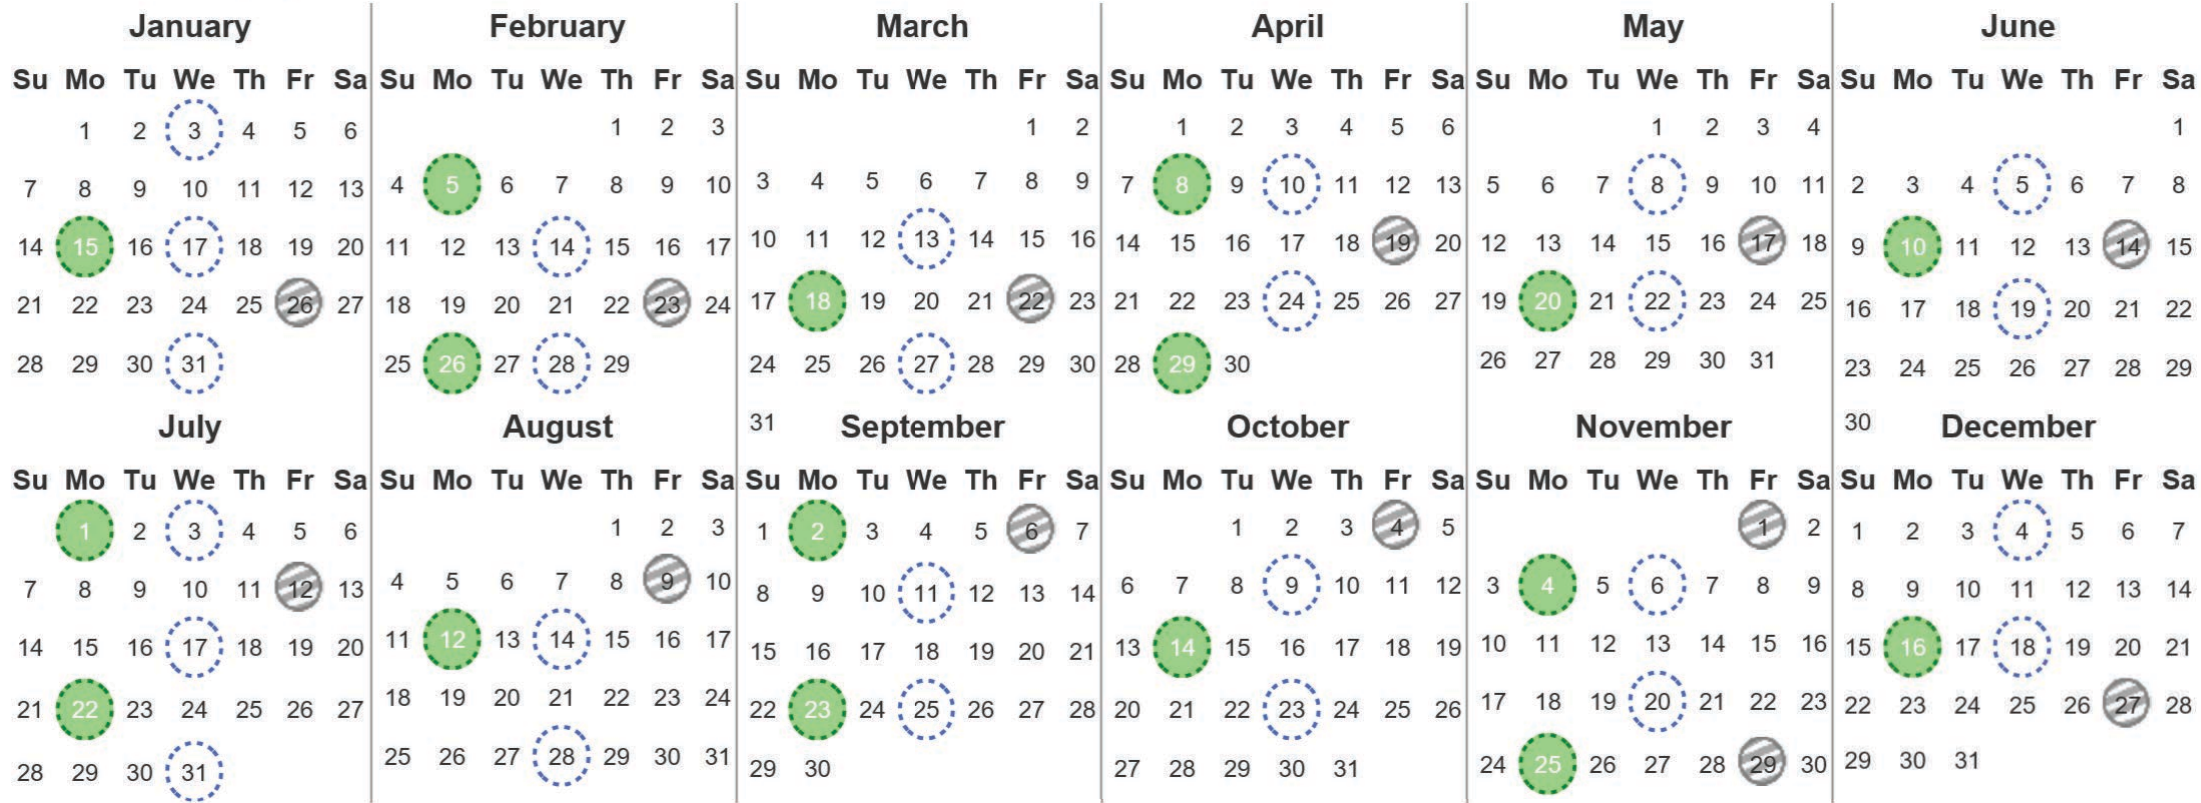 January February March April May June
Su Mo Tu We Th Fr Sa Su Mo Tu We Th Fr Sa Su Mo Tu We Th Fr Sa Su Mo Tu We Th Fr Sa Su Mo Tu We Th Fr Sa Su Mo Tu We Th Fr Sa
1 2 3 4 5 6 1 2 3 1 2 1 2 3 4 5 6 1 2 3 4 1
7 8 9 10 11 12 13 4 5 6 7 8 9 10 3 4 5 6 7 8 9 7 8 9 10 11 12 13 5 6 7 8 9 10 11 2 3 4 5 6 7 8
14 15 16 17 18 19 20 11 12 13 14 15 16 17 10 11 12 13 14 15 16 14 15 16 17 18 19 20 12 13 14 15 16 17 18 9 10 11 12 13 14 15
21 22 23 24 25 26 27 18 19 20 21 22 23 24 17 18 19 20 21 22 23 21 22 23 24 25 26 27 19 20 21 22 23 24 25 16 17 18 19 20 21 22
28 29 30 31 25 26 27 28 29 24 25 26 27 28 29 30 28 29 30 26 27 28 29 30 31 23 24 25 26 27 28 29
31 30
July August September October November December
Su Mo Tu We Th Fr Sa Su Mo Tu We Th Fr Sa Su Mo Tu We Th Fr Sa Su Mo Tu We Th Fr Sa Su Mo Tu We Th Fr Sa Su Mo Tu We Th Fr Sa
1 2 3 4 5 6 1 2 3 1 2 3 4 5 6 7 1 2 3 4 5 1 2 1 2 3 4 5 6 7
7 8 9 10 11 12 13 4 5 6 7 8 9 10 8 9 10 11 12 13 14 6 7 8 9 10 11 12 3 4 5 6 7 8 9 8 9 10 11 12 13 14
14 15 16 17 18 19 20 11 12 13 14 15 16 17 15 16 17 18 19 20 21 13 14 15 16 17 18 19 10 11 12 13 14 15 16 15 16 17 18 19 20 21
21 22 23 24 25 26 27 18 19 20 21 22 23 24 22 23 24 25 26 27 28 20 21 22 23 24 25 26 17 18 19 20 21 22 23 22 23 24 25 26 27 28
28 29 30 31 25 26 27 28 29 30 31 29 30 27 28 29 30 31 24 25 26 27 28 29 30 29 30 31